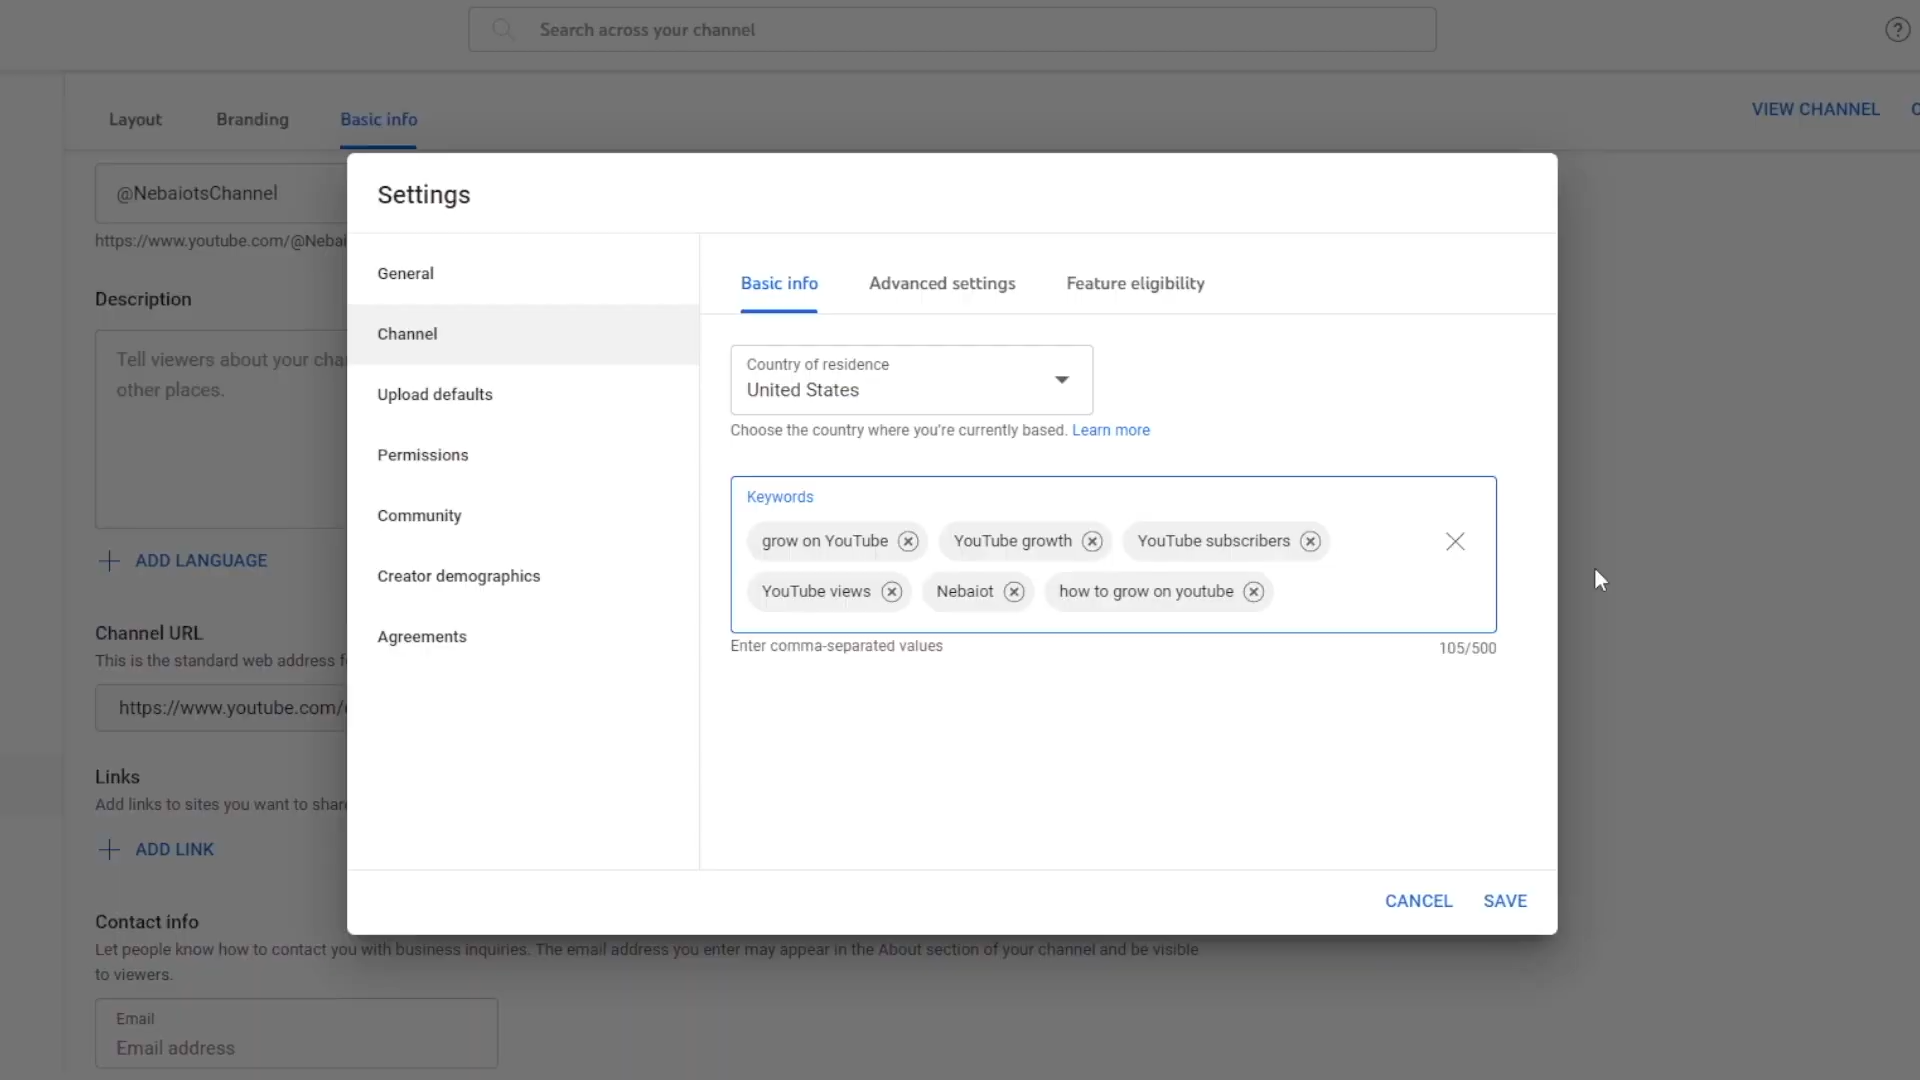 Search across your channel
Layout
Branding
Basic info
VIEW CHANNEL
@NebaiotsChannel
https://www.youtube.com/@Nebai
Description
Tell viewers about your cha
other places.
ADD LANGUAGE
Channel URL
This is the standard web address f
https://www.youtube.com/
Links
Add links to sites you want to shar
ADD LINK
Contact info
Let people know how to contact you with business inquiries. The email address you enter may appear in the About section of your channel and be visible
to viewers.
Email
Email address
Settings
General
Channel
Upload defaults
Permissions
Community
Creator demographics
Agreements
Basic info
Advanced settings
Feature eligibility
Country of residence
United States
Choose the country where you're currently based. Learn more
Keywords
grow on YouTube
YouTube growth
YouTube subscribers
YouTube views
Nebaiot
how to grow on youtube
Enter comma-separated values
105/500
CANCEL
SAVE